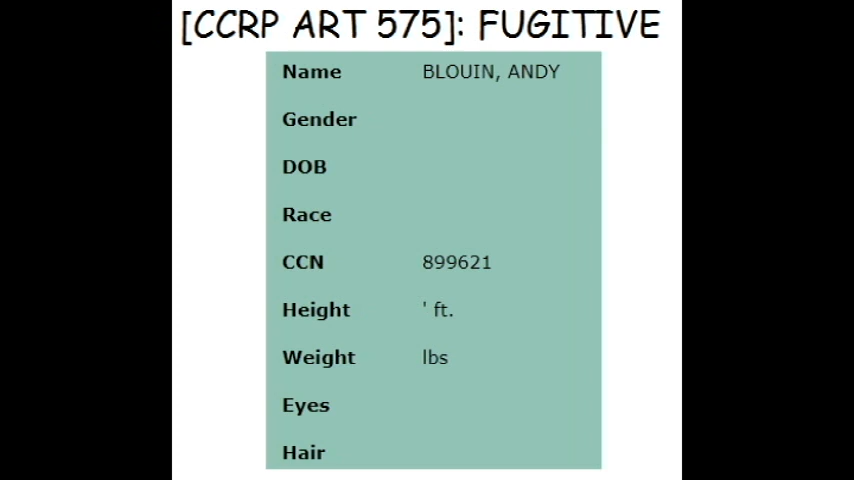 [CCRP ART 575]: FUGITIVE
Name BLOUIN, ANDY
Gender
DOB
Race
CCN 899621
Height ' ft.
Weight lbs
Eyes
Hair